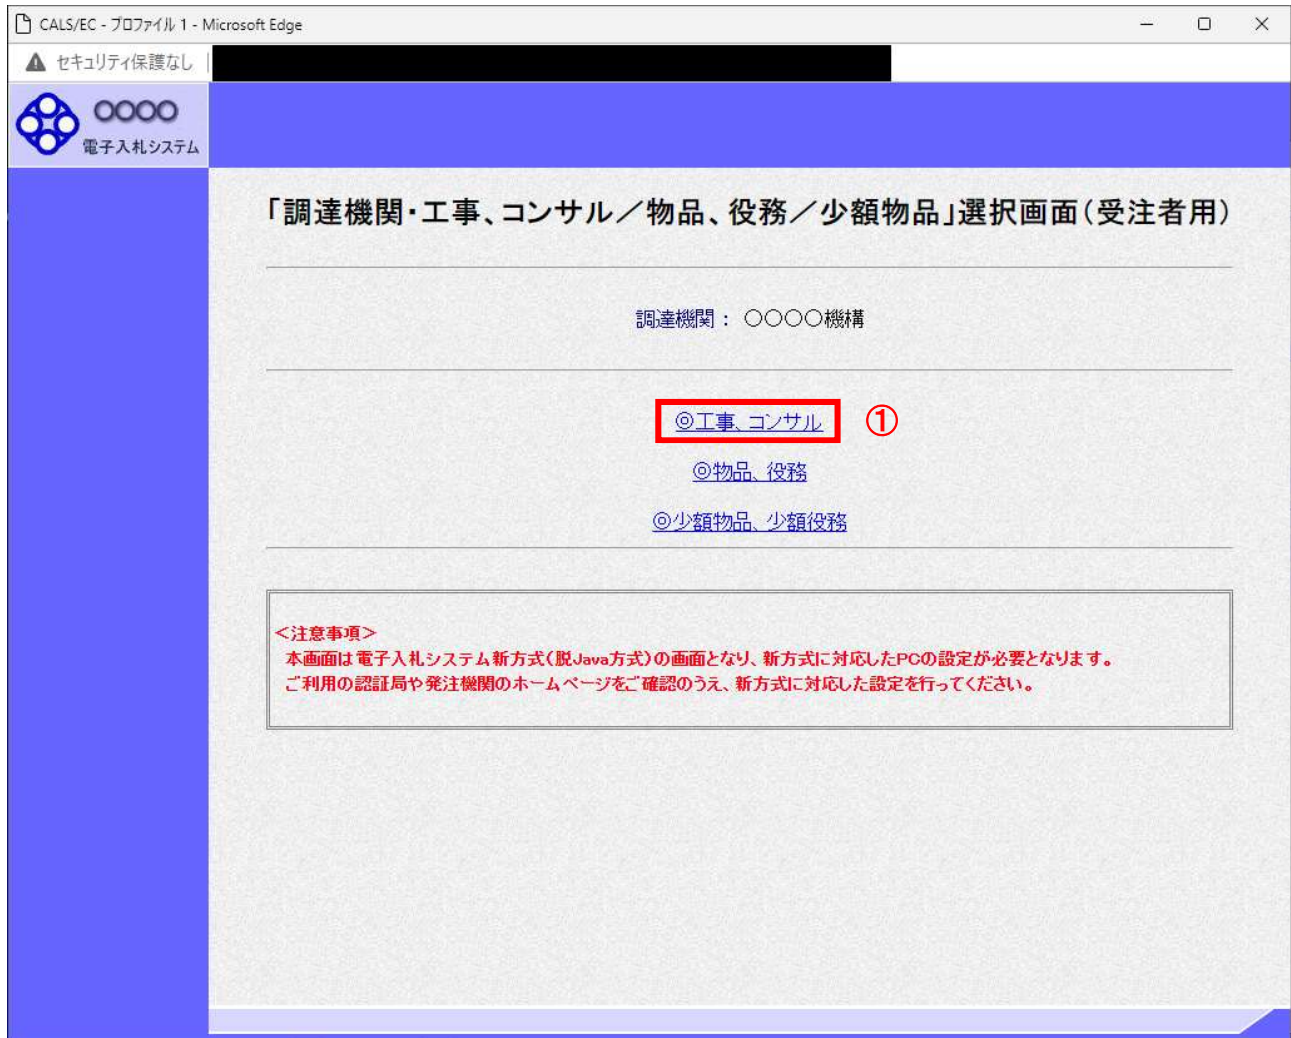 CALS/EC - プロファイル 1 - Microsoft Edge
セキュリティ保護なし
○○○○
電子入札システム
「調達機関・工事、コンサル／物品、役務／少額物品」選択画面（受注者用）
調達機関： ○○○○機構
◎工事、コンサル ①
◎物品、役務
◎少額物品、少額役務
＜注意事項＞
本画面は電子入札システム新方式（脱Java方式）の画面となり、新方式に対応したPCの設定が必要となります。
ご利用の認証局や発注機関のホームページをご確認のうえ、新方式に対応した設定を行ってください。